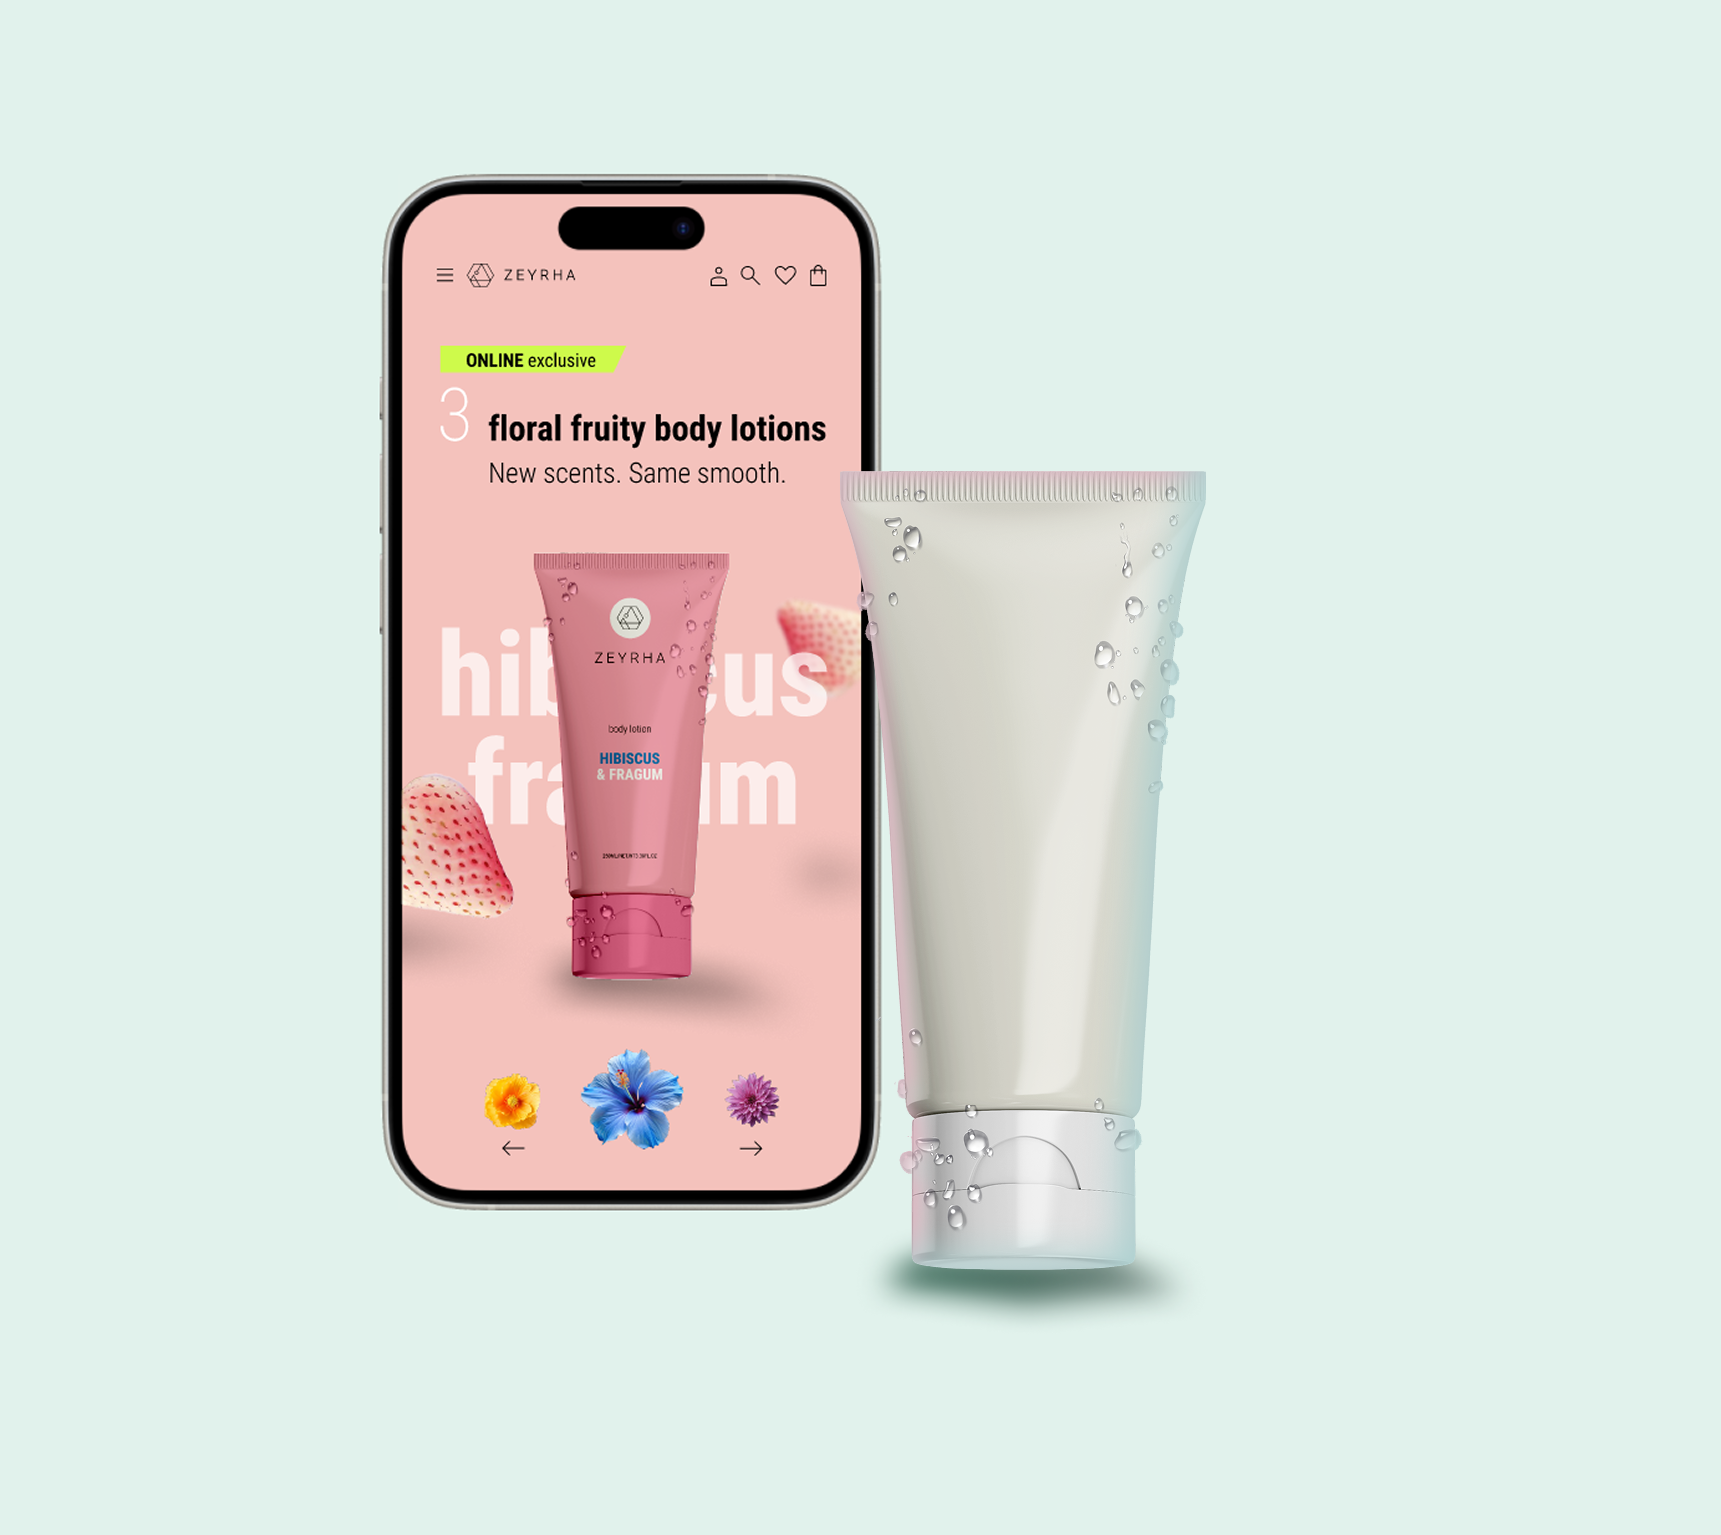 ZEYRHA
ONLINE exclusive
3
floral fruity body lotions
New scents. Same smooth.
ZEYRHA
body lotion
HIBISCUS
& FRAGUM